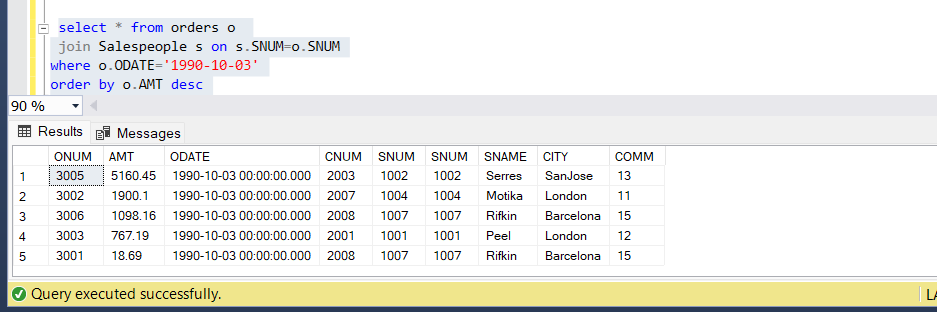 select * from orders o
join Salespeople s on s.SNUM=o.SNUM
where o.ODATE='1990-10-03'
order by o.AMT desc
90 %
Results Messages
ONUM AMT ODATE CNUM SNUM SNUM SNAME CITY COMM
1 3005 5160.45 1990-10-03 00:00:00.000 2003 1002 1002 Serres SanJose 13
2 3002 1900.1 1990-10-03 00:00:00.000 2007 1004 1004 Motika London 11
3 3006 1098.16 1990-10-03 00:00:00.000 2008 1007 1007 Rifkin Barcelona 15
4 3003 767.19 1990-10-03 00:00:00.000 2001 1001 1001 Peel London 12
5 3001 18.69 1990-10-03 00:00:00.000 2008 1007 1007 Rifkin Barcelona 15
Query executed successfully. LA